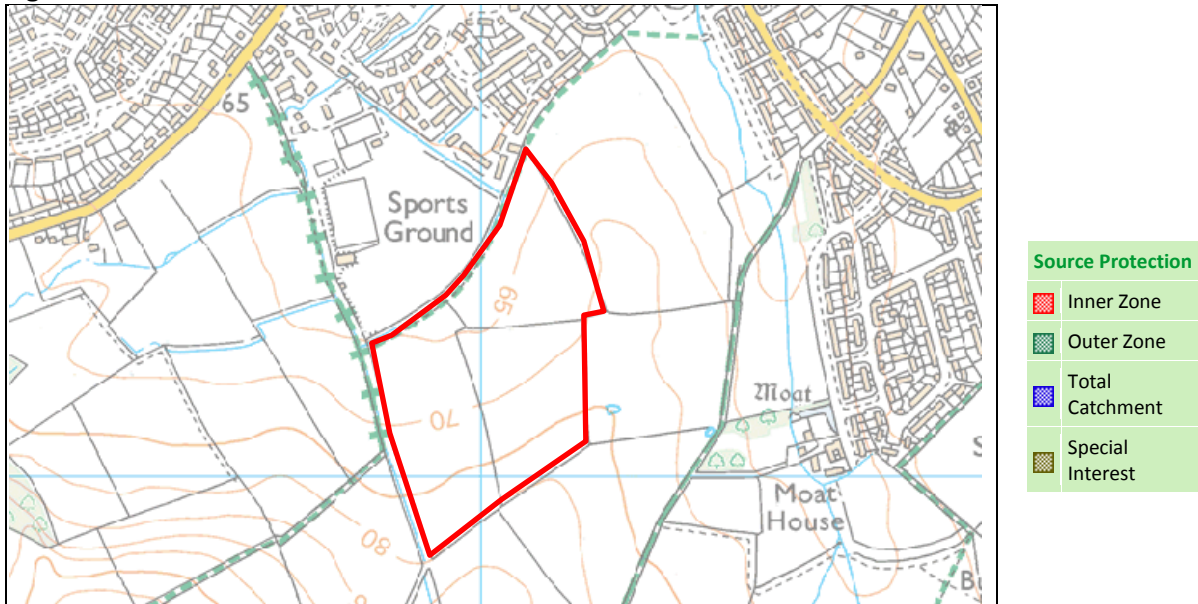 65
Sports
Ground
65
70
80
Moat
Moat
House
S
Bu
Source Protection
Inner Zone
Outer Zone
Total
Catchment
Special
Interest